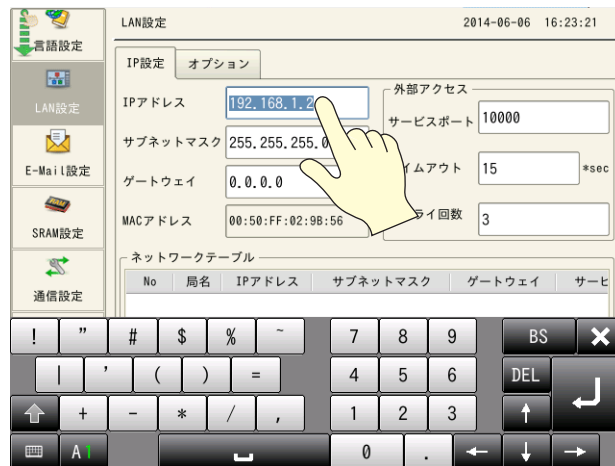 LAN設定 2014-06-06 16:23:21
言語設定
LAN設定
E-Mail設定
SRAM設定
通信設定
IP設定 オプション
IPアドレス 192.168.1.2
サブネットマスク 255.255.255.0
ゲートウェイ 0.0.0.0
MACアドレス 00:50:FF:02:9B:56
外部アクセス
サービスポート 10000
イムアウト 15 *sec
ライ回数 3
ネットワークテーブル
No 局名 IPアドレス サブネットマスク ゲートウェイ サーヒ
! " # $ % ~ 7 8 9 BS
| ' ( ) = 4 5 6 DEL
+ - * / , 1 2 3
A1 0 .